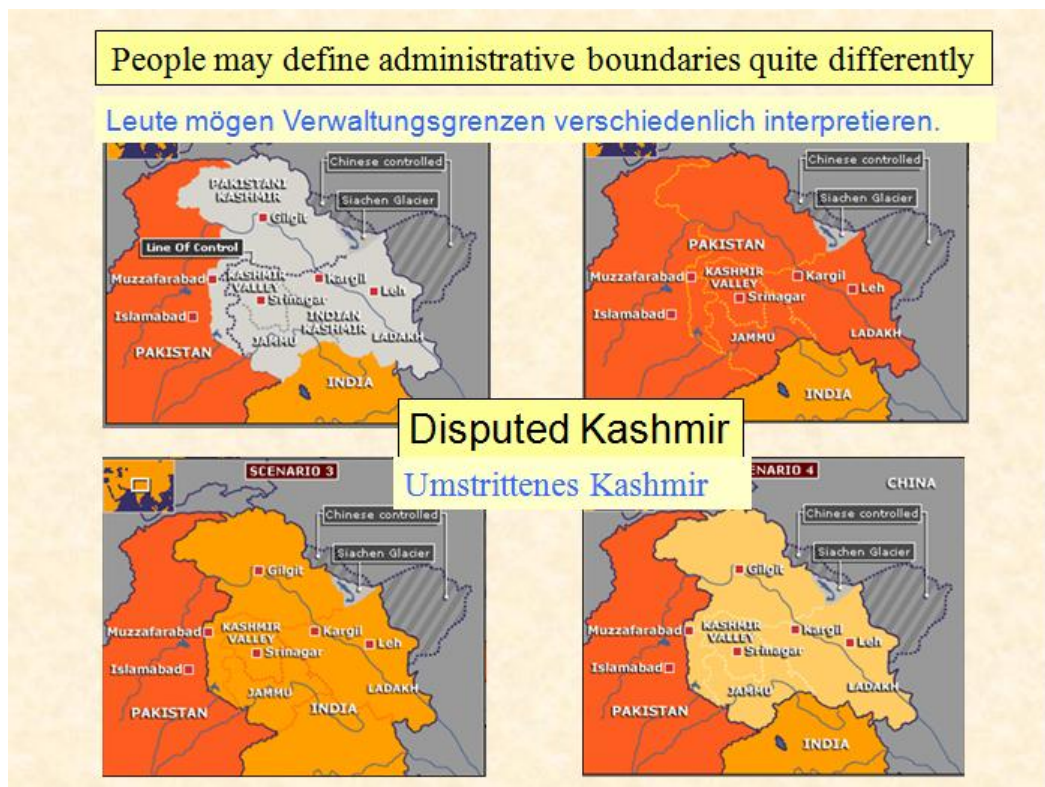 People may define administrative boundaries quite differently
Leute mögen Verwaltungsgrenzen verschiedenlich interpretieren.
Chinese controlled
PAKISTANI
KASHMIR
Siachen Glacier
Gilgit
Line Of Control
Muzzafarabad
KASHMIR
VALLEY
Kargil
Srinagar
Leh
Islamabad
INDIAN
KASHMIR
JAMMU
LADAKH
PAKISTAN
INDIA
Chinese controlled
Siachen Glacier
PAKISTAN
Muzzafarabad
KASHMIR
VALLEY
Kargil
Srinagar
Leh
Islamabad
JAMMU
LADAKH
INDIA
Disputed Kashmir
Umstrittenes Kashmir
SCENARIO 3
Chinese controlled
Siachen Glacier
Gilgit
Muzzafarabad
KASHMIR
VALLEY
Kargil
Srinagar
Leh
Islamabad
JAMMU
LADAKH
PAKISTAN
INDIA
ENARIO 4
CHINA
Chinese controlled
Siachen Glacier
Gilgit
Muzzafarabad
KASHMIR
VALLEY
Kargil
Srinagar
Leh
Islamabad
JAMMU
LADAKH
PAKISTAN
INDIA